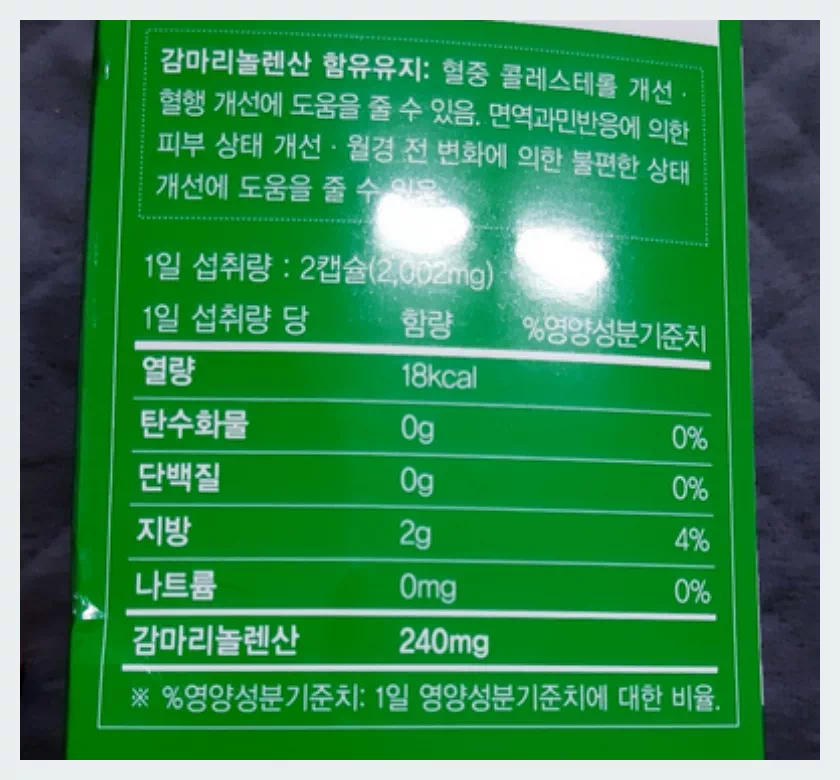 감마리놀렌산 함유유지: 혈중 콜레스테롤 개선 ·
혈행 개선에 도움을 줄 수 있음. 면역과민반응에 의한
피부 상태 개선 · 월경 전 변화에 의한 불편한 상태
개선에 도움을 줄 수 있음.
1일 섭취량 : 2캡슐(2,002mg)
1일 섭취량 당 함량 %영양성분기준치
열량 18kcal
탄수화물 0g 0%
단백질 0g 0%
지방 2g 4%
나트륨 0mg 0%
감마리놀렌산 240mg
※ %영양성분기준치: 1일 영양성분기준치에 대한 비율.